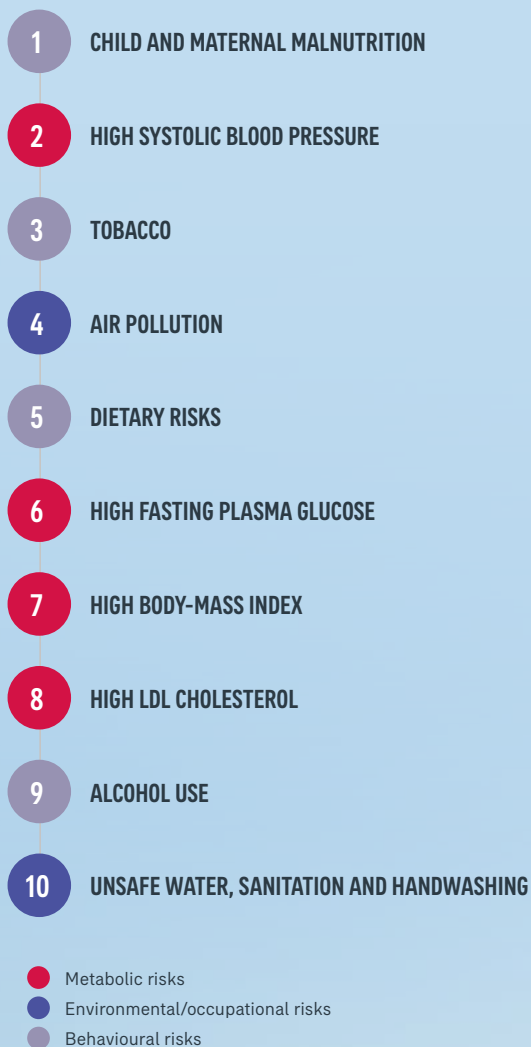 1 CHILD AND MATERNAL MALNUTRITION
2 HIGH SYSTOLIC BLOOD PRESSURE
3 TOBACCO
4 AIR POLLUTION
5 DIETARY RISKS
6 HIGH FASTING PLASMA GLUCOSE
7 HIGH BODY-MASS INDEX
8 HIGH LDL CHOLESTEROL
9 ALCOHOL USE
10 UNSAFE WATER, SANITATION AND HANDWASHING
Metabolic risks
Environmental/occupational risks
Behavioural risks